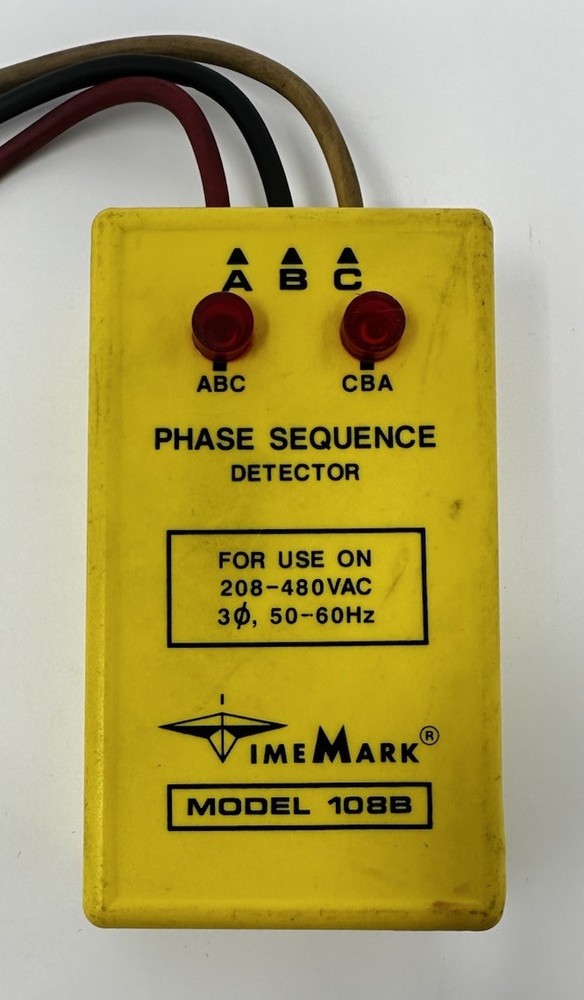 A B C
ABC CBA
PHASE SEQUENCE
DETECTOR
FOR USE ON
208-480VAC
3Ø, 50-60Hz
TIMEMARK®
MODEL 108B